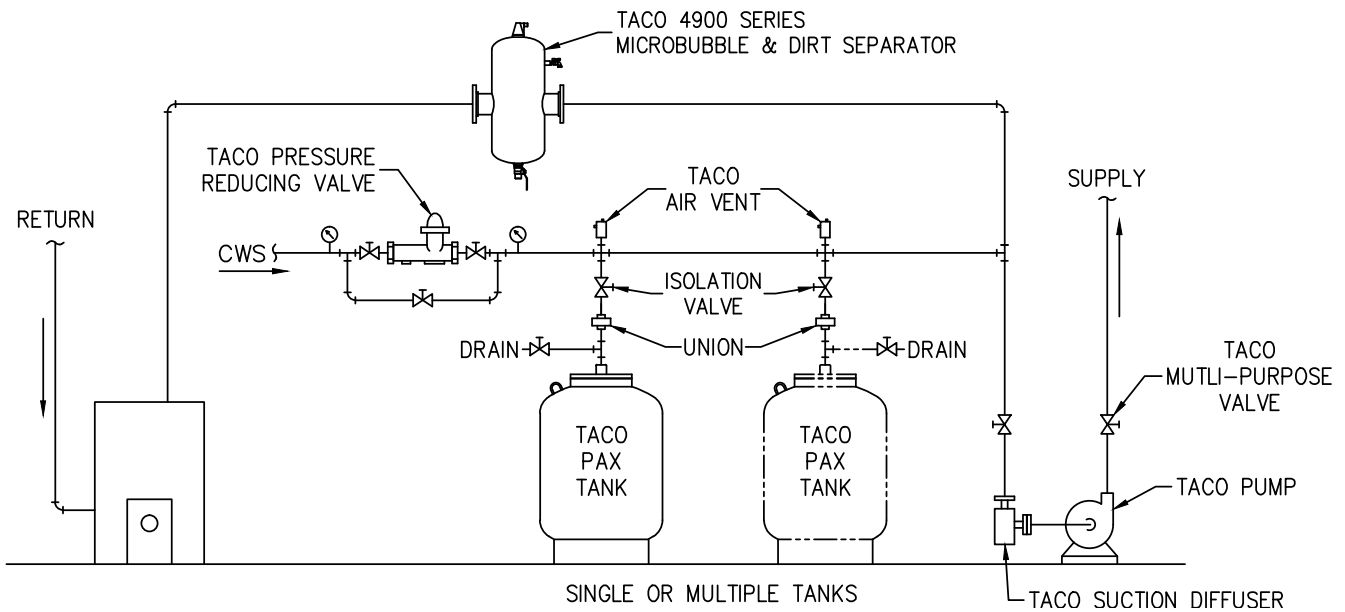 TACO 4900 SERIES
MICROBUBBLE & DIRT SEPARATOR
TACO PRESSURE
REDUCING VALVE
TACO
AIR VENT
SUPPLY
RETURN
CWS
ISOLATION
VALVE
DRAIN
UNION
DRAIN
TACO
MUTLI-PURPOSE
VALVE
TACO
PAX
TANK
TACO
PAX
TANK
TACO PUMP
SINGLE OR MULTIPLE TANKS
TACO SUCTION DIFFUSER